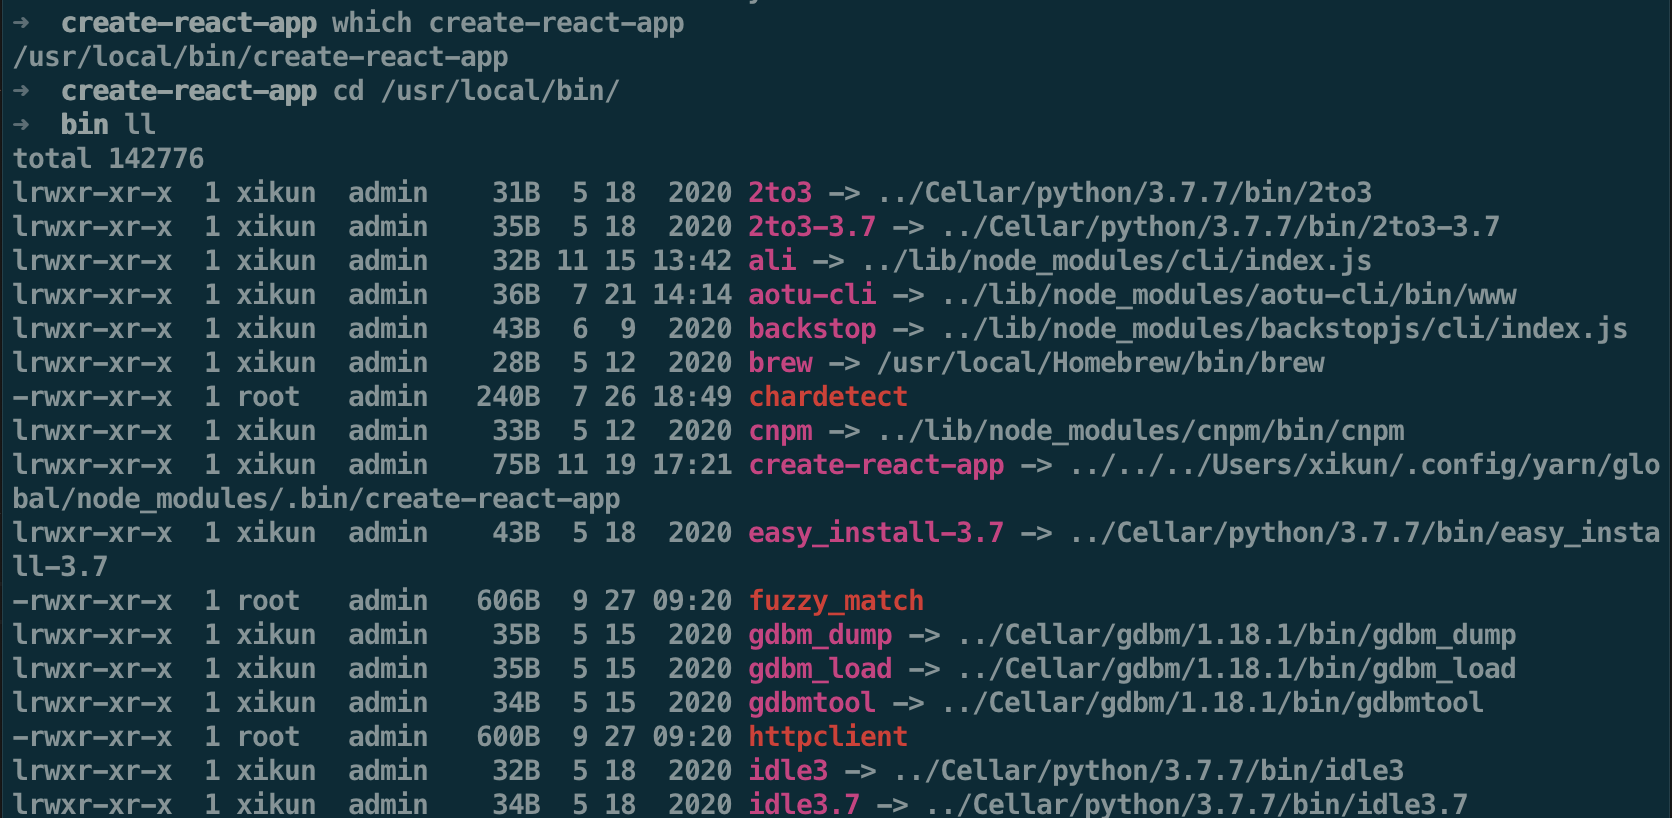 →  create-react-app which create-react-app
/usr/local/bin/create-react-app
→  create-react-app cd /usr/local/bin/
→  bin ll
total 142776
lrwxr-xr-x  1 xikun  admin    31B  5 18  2020 2to3 -> ../Cellar/python/3.7.7/bin/2to3
lrwxr-xr-x  1 xikun  admin    35B  5 18  2020 2to3-3.7 -> ../Cellar/python/3.7.7/bin/2to3-3.7
lrwxr-xr-x  1 xikun  admin    32B 11 15 13:42 ali -> ../lib/node_modules/cli/index.js
lrwxr-xr-x  1 xikun  admin    36B  7 21 14:14 aotu-cli -> ../lib/node_modules/aotu-cli/bin/www
lrwxr-xr-x  1 xikun  admin    43B  6  9  2020 backstop -> ../lib/node_modules/backstopjs/cli/index.js
lrwxr-xr-x  1 xikun  admin    28B  5 12  2020 brew -> /usr/local/Homebrew/bin/brew
-rwxr-xr-x  1 root   admin   240B  7 26 18:49 chardetect
lrwxr-xr-x  1 xikun  admin    33B  5 12  2020 cnpm -> ../lib/node_modules/cnpm/bin/cnpm
lrwxr-xr-x  1 xikun  admin    75B 11 19 17:21 create-react-app -> ../../../Users/xikun/.config/yarn/glo
bal/node_modules/.bin/create-react-app
lrwxr-xr-x  1 xikun  admin    43B  5 18  2020 easy_install-3.7 -> ../Cellar/python/3.7.7/bin/easy_insta
ll-3.7
-rwxr-xr-x  1 root   admin   606B  9 27 09:20 fuzzy_match
lrwxr-xr-x  1 xikun  admin    35B  5 15  2020 gdbm_dump -> ../Cellar/gdbm/1.18.1/bin/gdbm_dump
lrwxr-xr-x  1 xikun  admin    35B  5 15  2020 gdbm_load -> ../Cellar/gdbm/1.18.1/bin/gdbm_load
lrwxr-xr-x  1 xikun  admin    34B  5 15  2020 gdbmtool -> ../Cellar/gdbm/1.18.1/bin/gdbmtool
-rwxr-xr-x  1 root   admin   600B  9 27 09:20 httpclient
lrwxr-xr-x  1 xikun  admin    32B  5 18  2020 idle3 -> ../Cellar/python/3.7.7/bin/idle3
lrwxr-xr-x  1 xikun  admin    34B  5 18  2020 idle3.7 -> ../Cellar/python/3.7.7/bin/idle3.7